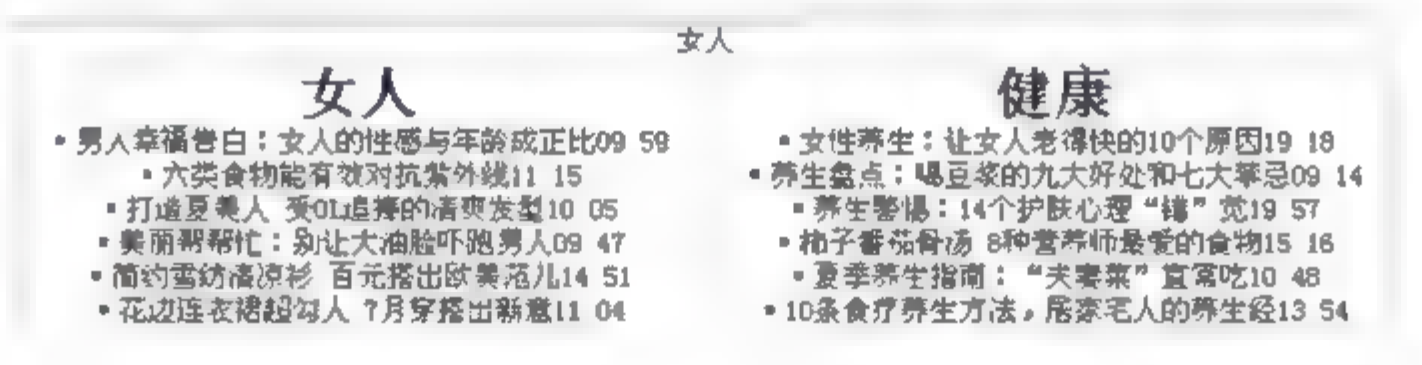 女人
女人
• 男人幸福告白：女人的性感与年龄成正比09 59
• 六类食物能有效对抗紫外线11 15
• 打造夏美人 受OL追捧的清爽发型10 05
• 美丽帮帮忙：别让大油脸吓跑男人09 47
• 简约雪纺清凉衫 百元搭出欧美范儿14 51
• 花边连衣裙超勾人 7月穿搭出新意11 04
健康
• 女性养生：让女人老得快的10个原因19 18
• 养生盘点：喝豆浆的九大好处和七大禁忌09 14
• 养生警惕：14个护肤心理“错”觉19 57
• 柿子番茄骨汤 8种营养师最爱的食物15 16
• 夏季养生指南：“夫妻菜”宜常吃10 48
• 10条食疗养生方法，居家宅人的养生经13 54